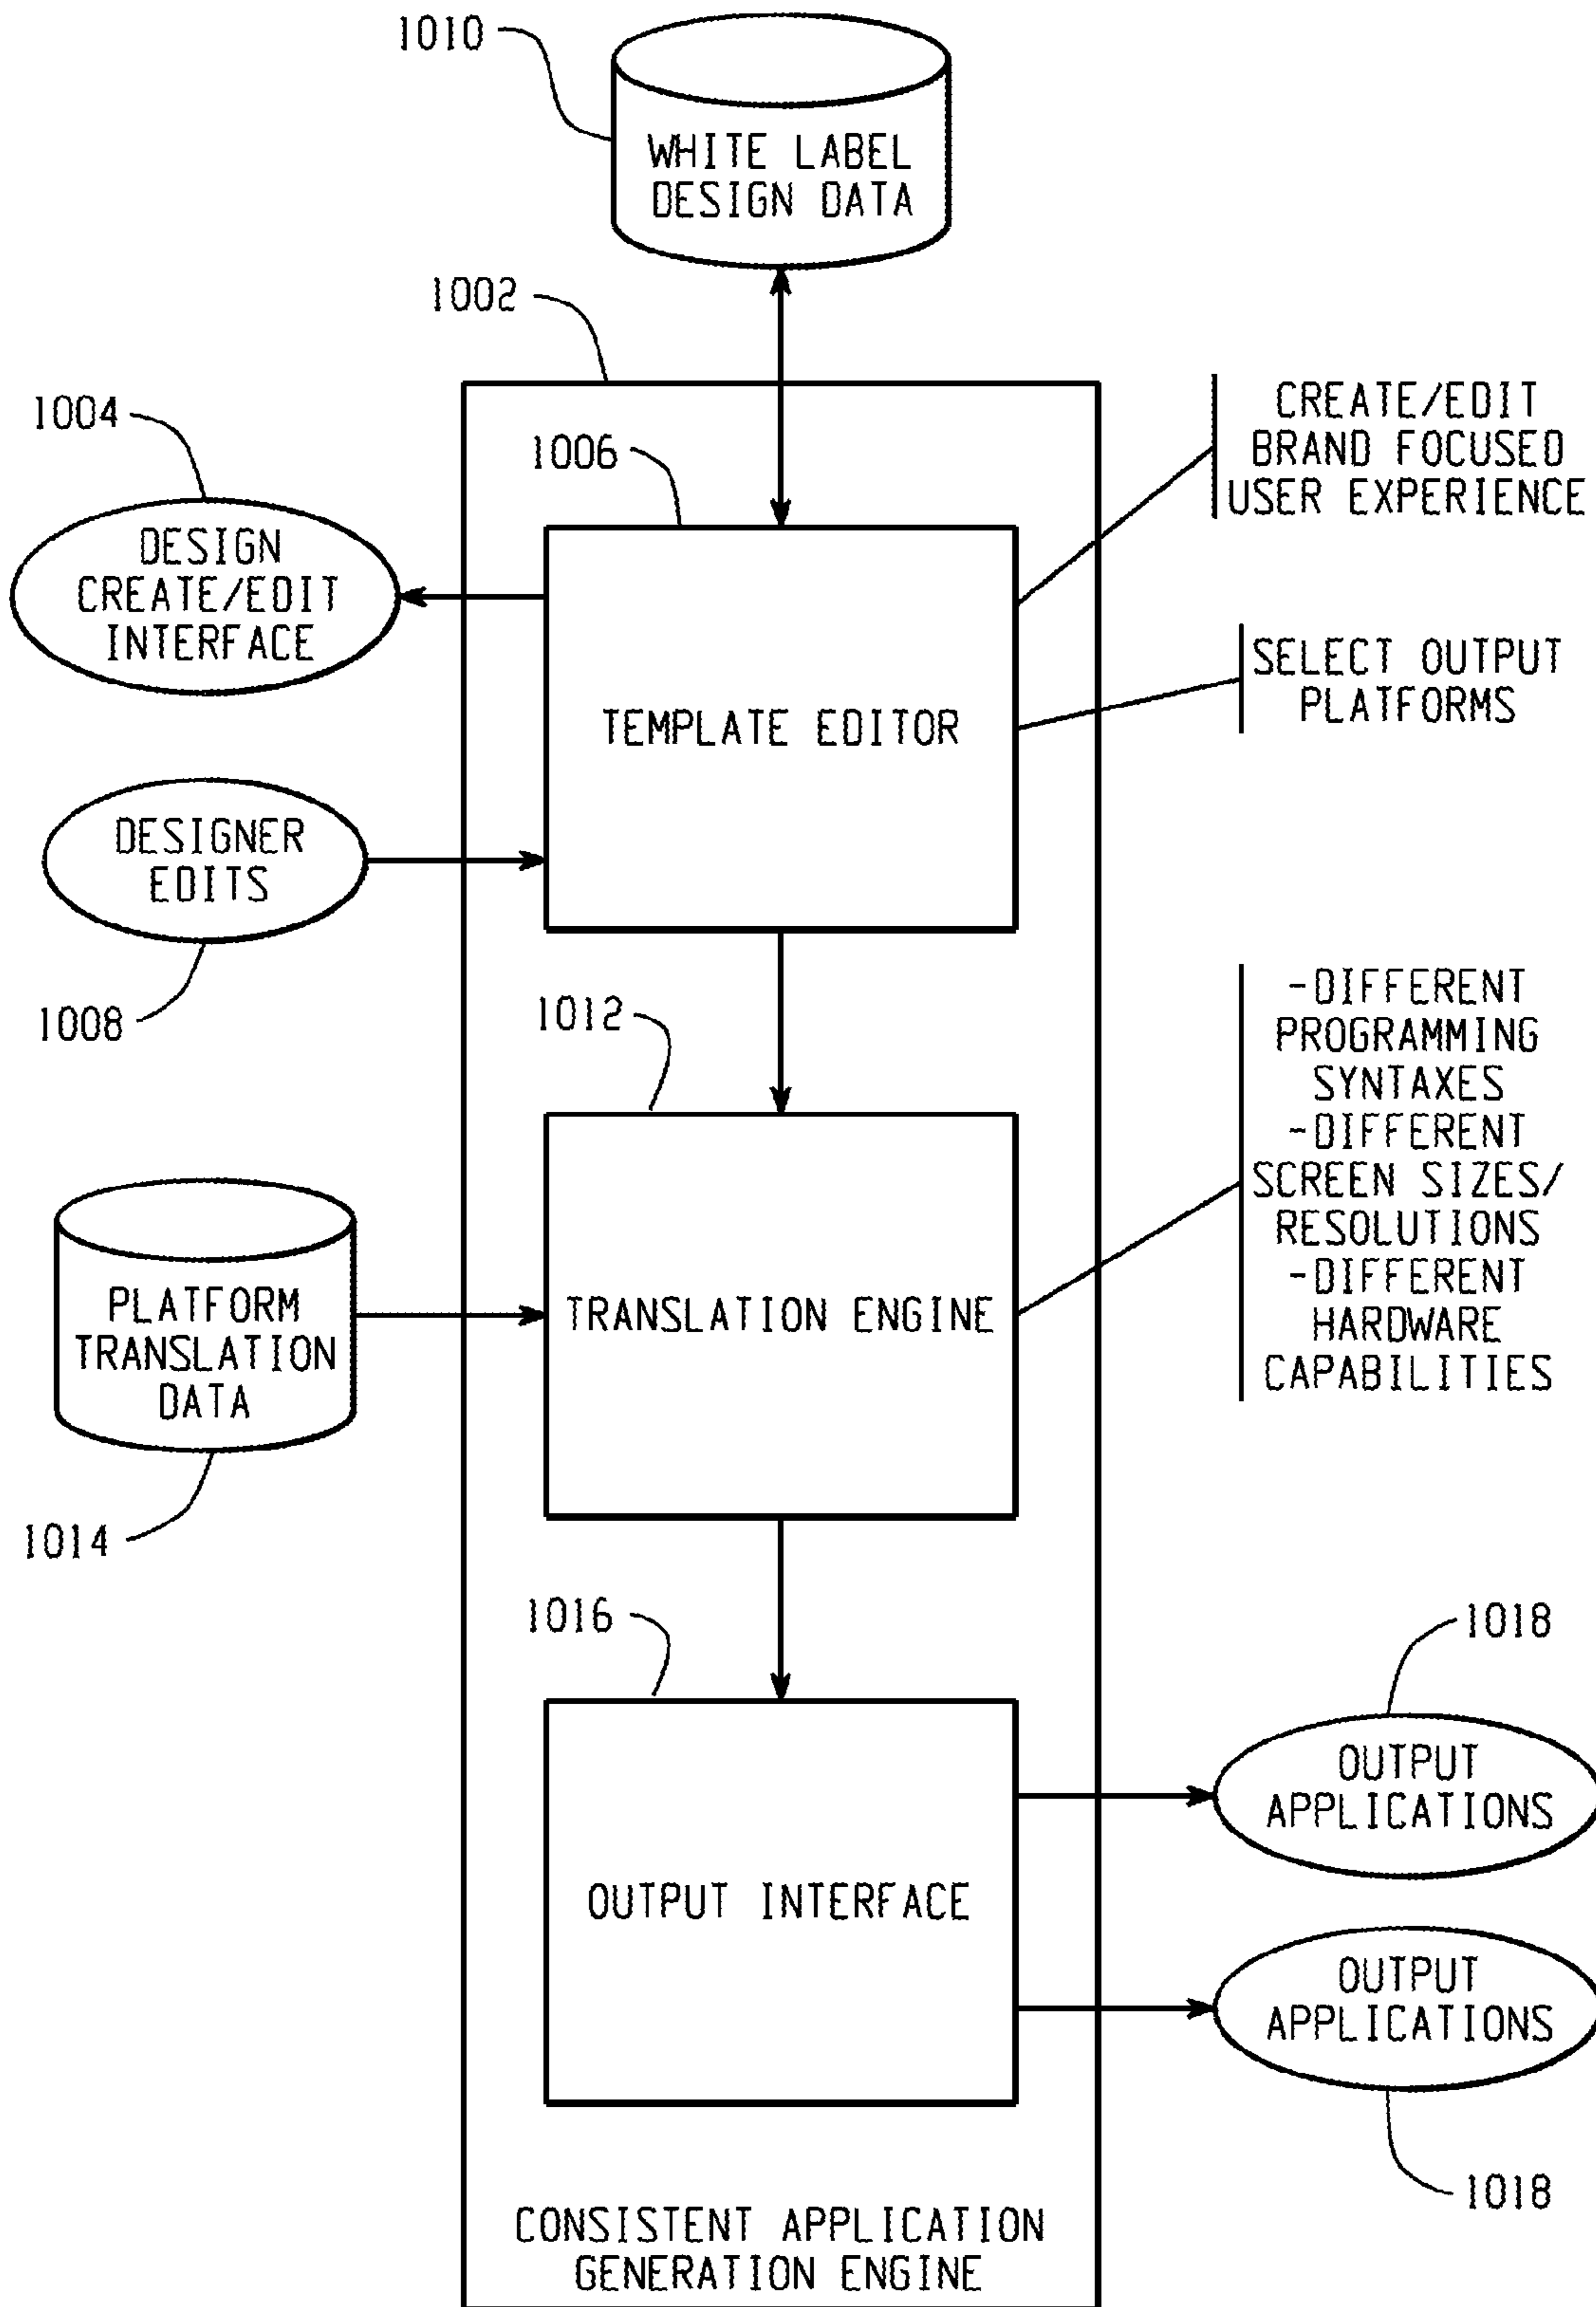 1010
WHITE LABEL
DESIGN DATA
1002
1004
1006
CREATE/EDIT
BRAND FOCUSED
USER EXPERIENCE
DESIGN
CREATE/EDIT
INTERFACE
SELECT OUTPUT
PLATFORMS
TEMPLATE EDITOR
DESIGNER
EDITS
1008
1012
-DIFFERENT
PROGRAMMING
SYNTAXES
-DIFFERENT
SCREEN SIZES/
RESOLUTIONS
-DIFFERENT
HARDWARE
CAPABILITIES
PLATFORM
TRANSLATION
DATA
TRANSLATION ENGINE
1014
1016
1018
OUTPUT
APPLICATIONS
OUTPUT INTERFACE
OUTPUT
APPLICATIONS
1018
CONSISTENT APPLICATION
GENERATION ENGINE